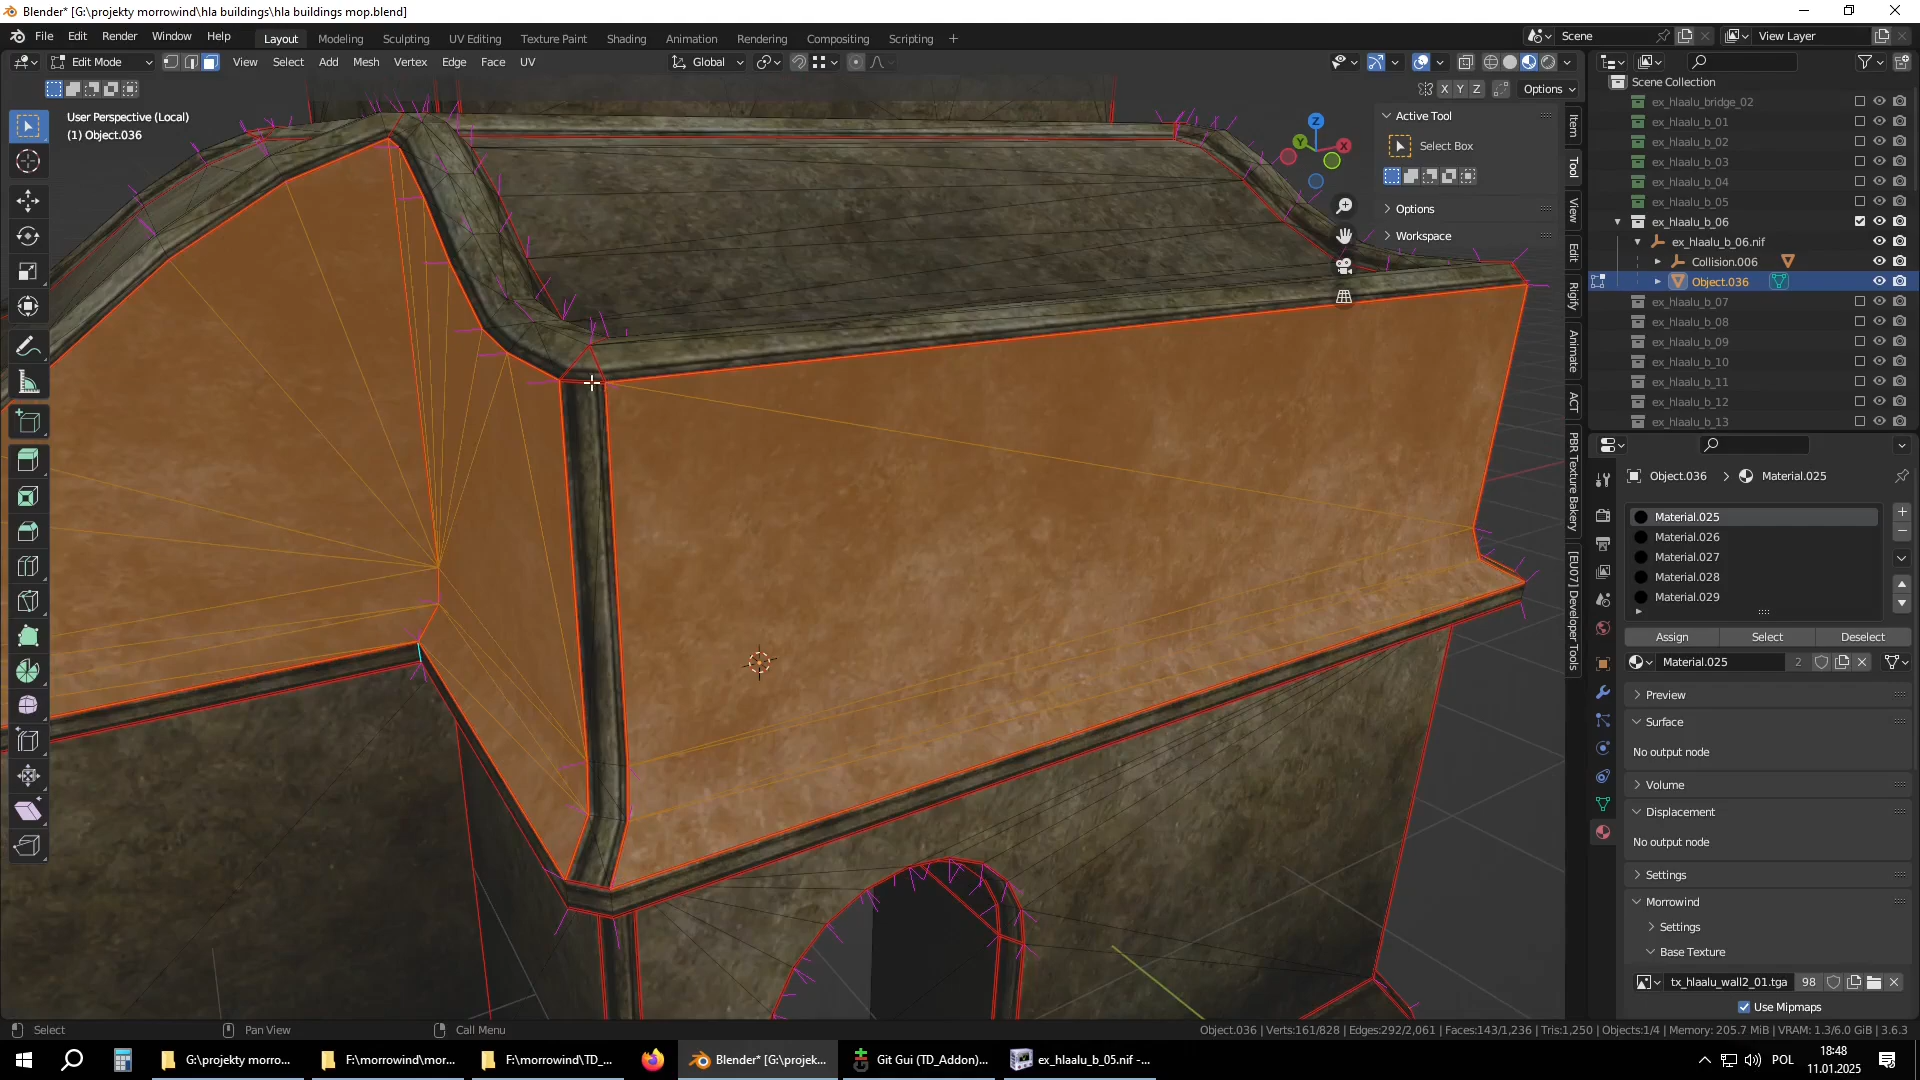 Blender* [G:\projekty morrowind\hla buildings\hla buildings mop.blend]
File Edit Render Window Help
Layout Modeling Sculpting UV Editing Texture Paint Shading Animation Rendering Compositing Scripting +
Scene
View Layer
Edit Mode
View Select Add Mesh Vertex Edge Face UV
Global
X Y Z Options
User Perspective (Local)
(1) Object.036
Z
Y
X
Active Tool
Select Box
Options
Workspace
Item
Tool
View
Edit
Rigify
Animate
ACT
PBR Texture Bakery
[EU07] Developer Tools
Scene Collection
ex_hlaalu_bridge_02
ex_hlaalu_b_01
ex_hlaalu_b_02
ex_hlaalu_b_03
ex_hlaalu_b_04
ex_hlaalu_b_05
ex_hlaalu_b_06
ex_hlaalu_b_06.nif
Collision.006
Object.036
ex_hlaalu_b_07
ex_hlaalu_b_08
ex_hlaalu_b_09
ex_hlaalu_b_10
ex_hlaalu_b_11
ex_hlaalu_b_12
ex_hlaalu_b_13
Object.036 > Material.025
Material.025
Material.026
Material.027
Material.028
Material.029
Assign Select Deselect
Material.025 2
Preview
Surface
No output node
Volume
Displacement
No output node
Settings
Morrowind
Settings
Base Texture
tx_hlaalu_wall2_01.tga 98
Use Mipmaps
Select
Pan View
Call Menu
Object.036 | Verts:161/828 | Edges:292/2,061 | Faces:143/1,236 | Tris:1,250 | Objects:1/4 | Memory: 205.7 MiB | VRAM: 1.3/6.0 GiB | 3.6.3
G:\projekty morro...
F:\morrowind\mor...
F:\morrowind\TD_...
Blender* [G:\projek...
Git Gui (TD_Addon)...
ex_hlaalu_b_05.nif -...
POL
18:48
11.01.2025